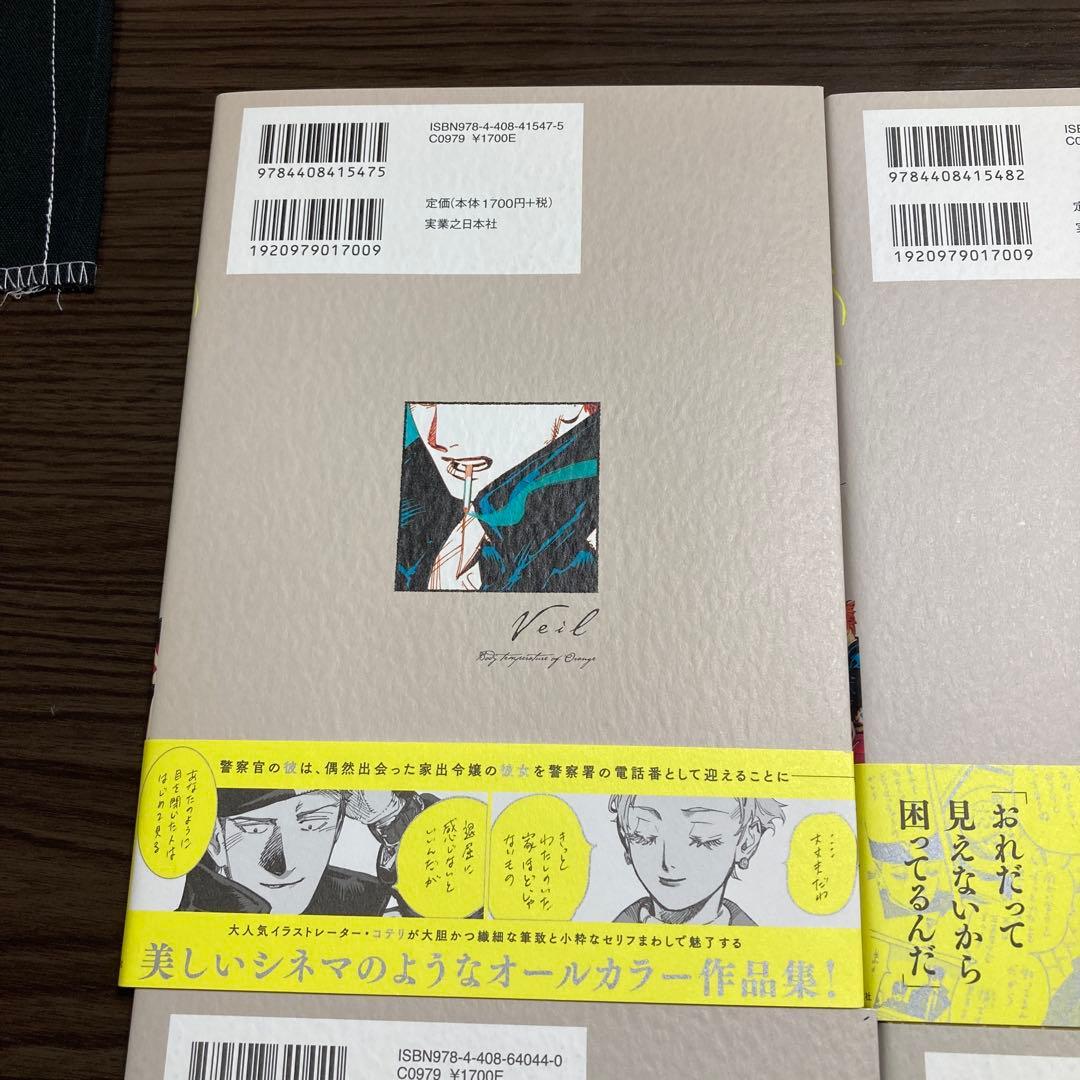 ISBN978-4-408-41547-5
C0979 ¥1700E
9784408415475
定価(本体1700円+税)
実業之日本社
1920979017009
Veil
Body temperature of Orange
警察官の彼は、偶然出会った家出令嬢の彼女を警察署の電話番として迎えることに
あなたのように
目を開いた人は
はじめて見る
退屈に
感じないと
いいんだが
きっと
わたしのいた
家ほどじゃ
ないもの
大人気イラストレーター・コテリが大胆かつ繊細な筆致と小粋なセリフまわしで魅了する
美しいシネマのようなオールカラー作品集!
9784408415482
1920979017009
「おれだって
見えないから
困ってるんだ」
社
ISBN978-4-408-64044-0
C0979 ¥1700E